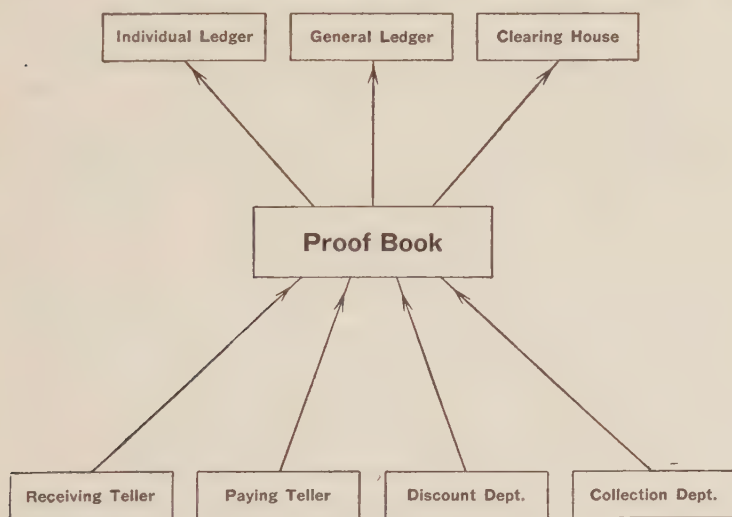 Individual Ledger
General Ledger
Clearing House
Proof Book
Receiving Teller
Paying Teller
Discount Dept.
Collection Dept.